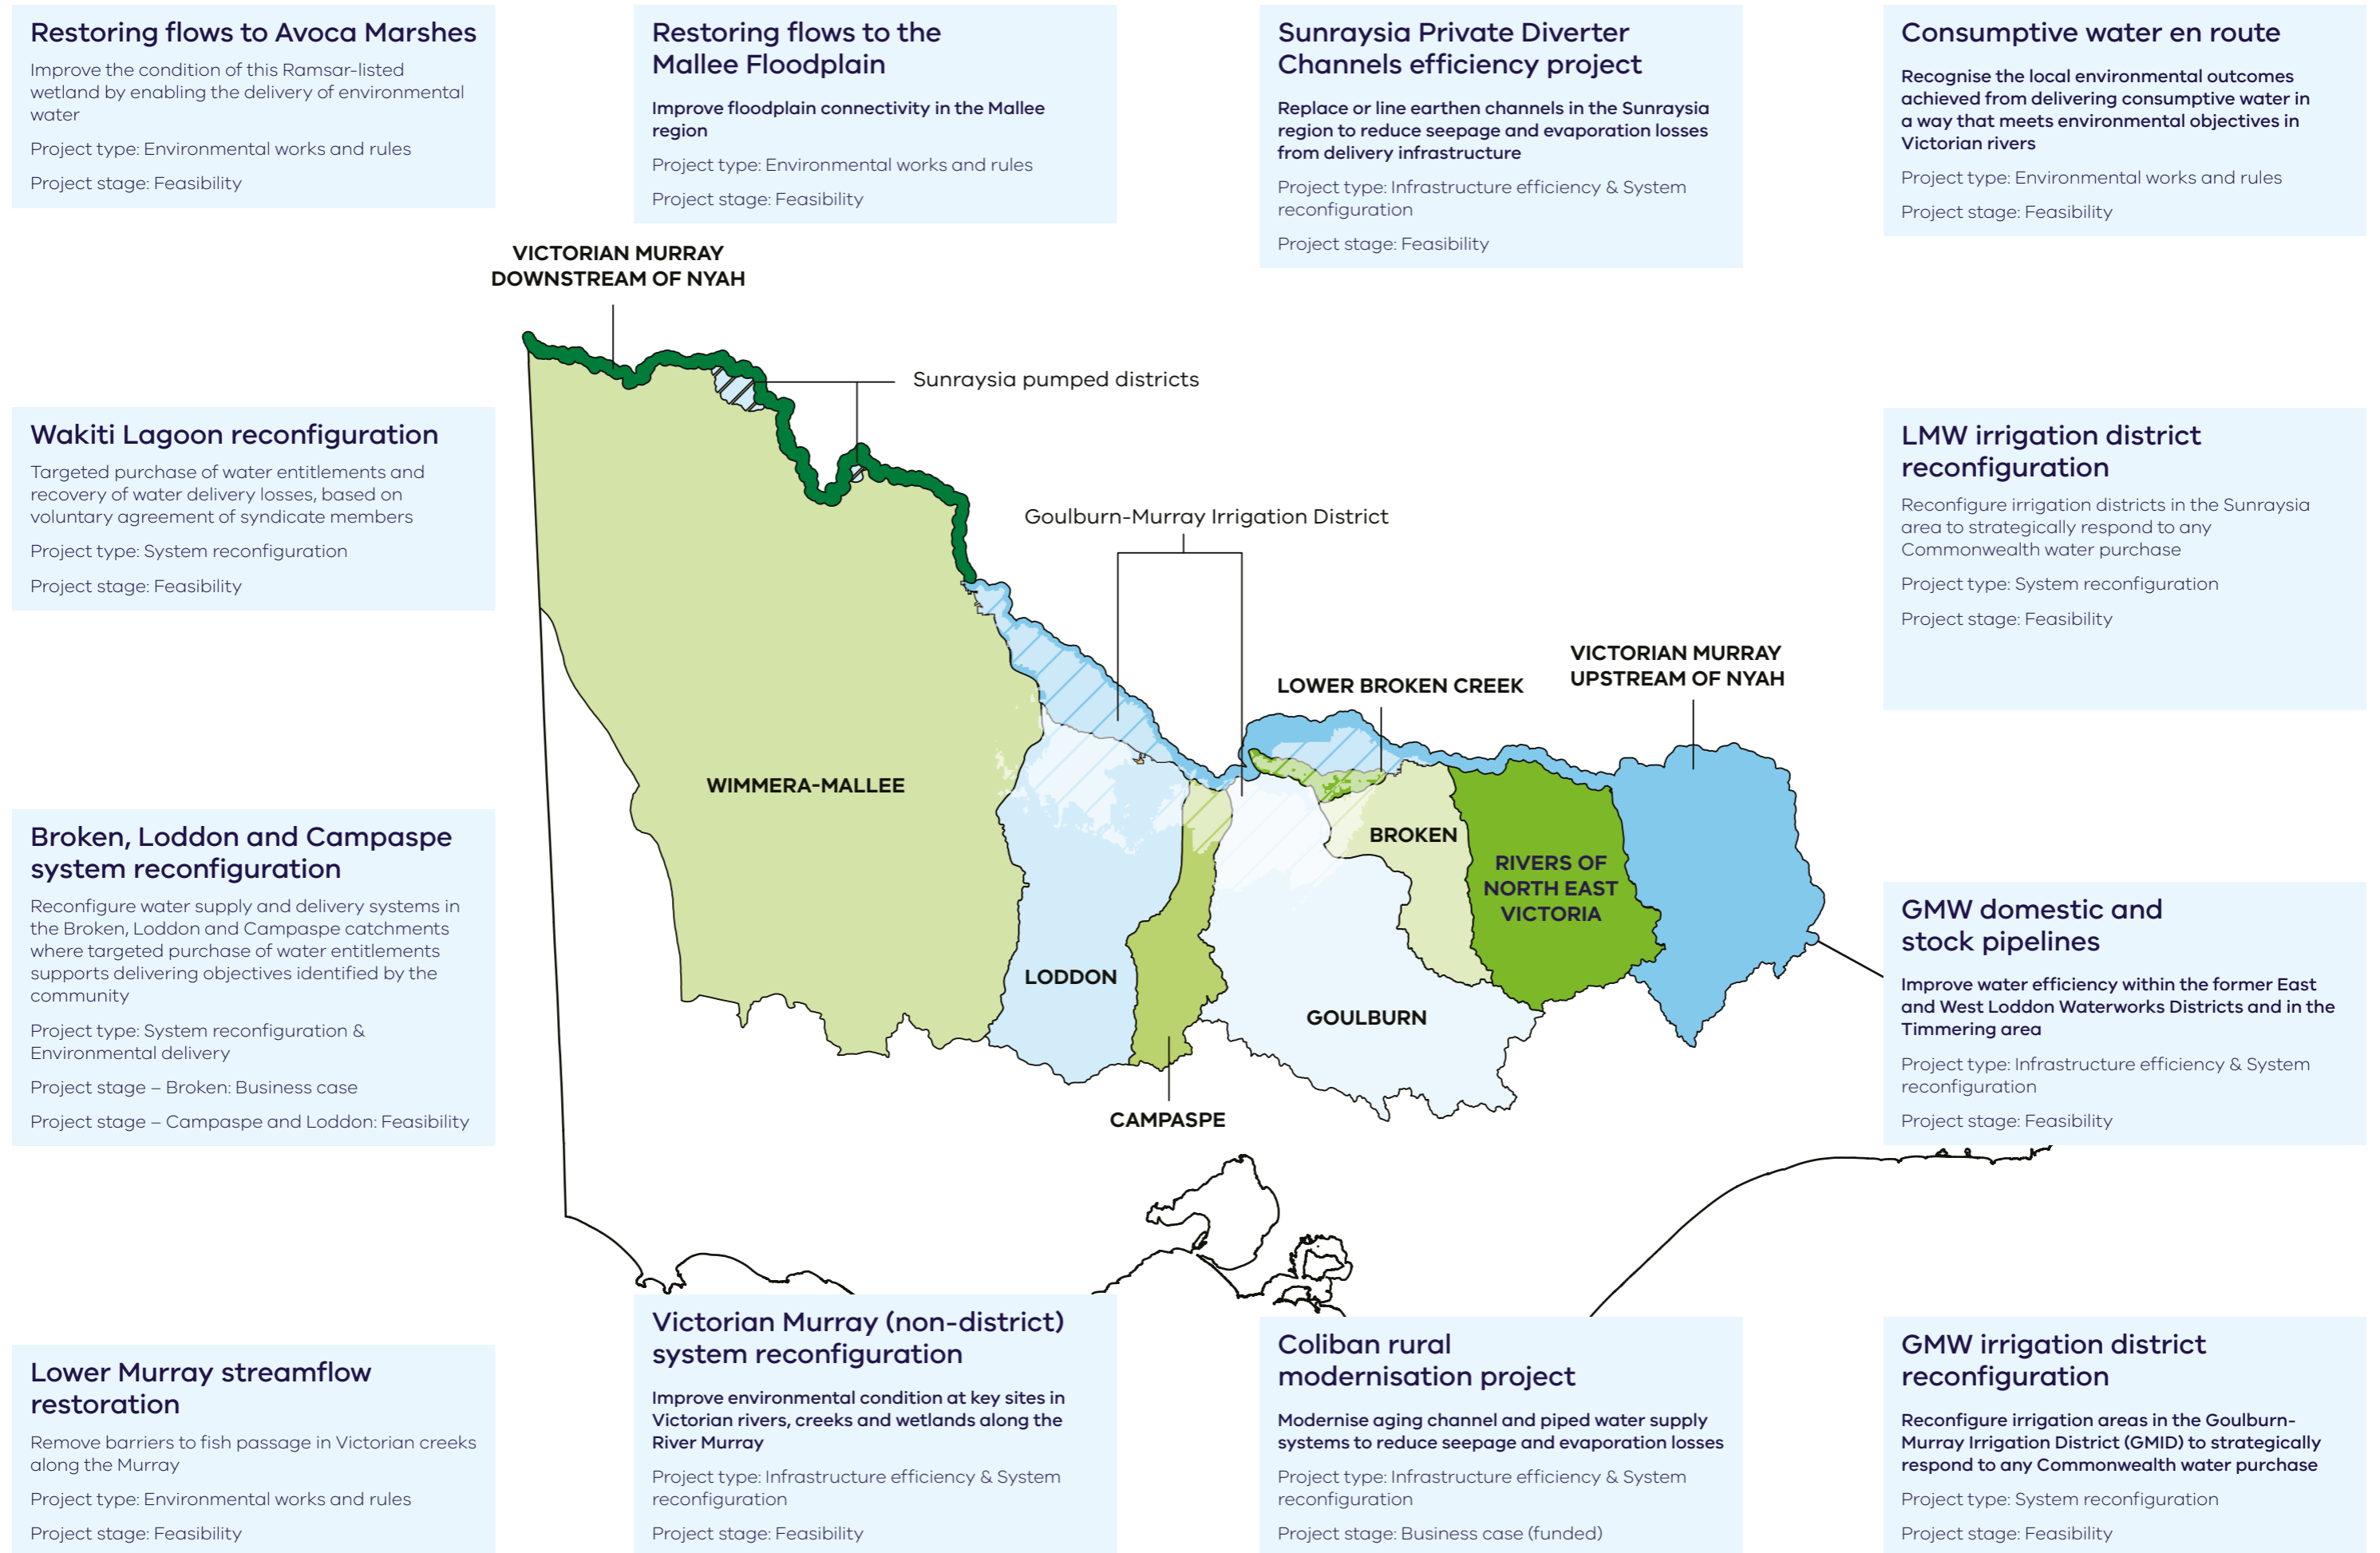 Restoring flows to Avoca Marshes
Improve the condition of this Ramsar-listed
wetland by enabling the delivery of environmental
water
Project type: Environmental works and rules
Project stage: Feasibility
Restoring flows to the
Mallee Floodplain
Improve floodplain connectivity in the Mallee
region
Project type: Environmental works and rules
Project stage: Feasibility
Sunraysia Private Diverter
Channels efficiency project
Replace or line earthen channels in the Sunraysia
region to reduce seepage and evaporation losses
from delivery infrastructure
Project type: Infrastructure efficiency & System
reconfiguration
Project stage: Feasibility
Consumptive water en route
Recognise the local environmental outcomes
achieved from delivering consumptive water in
a way that meets environmental objectives in
Victorian rivers
Project type: Environmental works and rules
Project stage: Feasibility
VICTORIAN MURRAY
DOWNSTREAM OF NYAH
Sunraysia pumped districts
Wakiti Lagoon reconfiguration
Targeted purchase of water entitlements and
recovery of water delivery losses, based on
voluntary agreement of syndicate members
Project type: System reconfiguration
Project stage: Feasibility
LMW irrigation district
reconfiguration
Reconfigure irrigation districts in the Sunraysia
area to strategically respond to any
Commonwealth water purchase
Project type: System reconfiguration
Project stage: Feasibility
Goulburn-Murray Irrigation District
VICTORIAN MURRAY
UPSTREAM OF NYAH
LOWER BROKEN CREEK
WIMMERA-MALLEE
BROKEN
RIVERS OF
NORTH EAST
VICTORIA
LODDON
GOULBURN
CAMPASPE
Broken, Loddon and Campaspe
system reconfiguration
Reconfigure water supply and delivery systems in
the Broken, Loddon and Campaspe catchments
where targeted purchase of water entitlements
supports delivering objectives identified by the
community
Project type: System reconfiguration &
Environmental delivery
Project stage – Broken: Business case
Project stage – Campaspe and Loddon: Feasibility
GMW domestic and
stock pipelines
Improve water efficiency within the former East
and West Loddon Waterworks Districts and in the
Timmering area
Project type: Infrastructure efficiency & System
reconfiguration
Project stage: Feasibility
Lower Murray streamflow
restoration
Remove barriers to fish passage in Victorian creeks
along the Murray
Project type: Environmental works and rules
Project stage: Feasibility
Victorian Murray (non-district)
system reconfiguration
Improve environmental condition at key sites in
Victorian rivers, creeks and wetlands along the
River Murray
Project type: Infrastructure efficiency & System
reconfiguration
Project stage: Feasibility
Coliban rural
modernisation project
Modernise aging channel and piped water supply
systems to reduce seepage and evaporation losses
Project type: Infrastructure efficiency & System
reconfiguration
Project stage: Business case (funded)
GMW irrigation district
reconfiguration
Reconfigure irrigation areas in the Goulburn-
Murray Irrigation District (GMID) to strategically
respond to any Commonwealth water purchase
Project type: System reconfiguration
Project stage: Feasibility